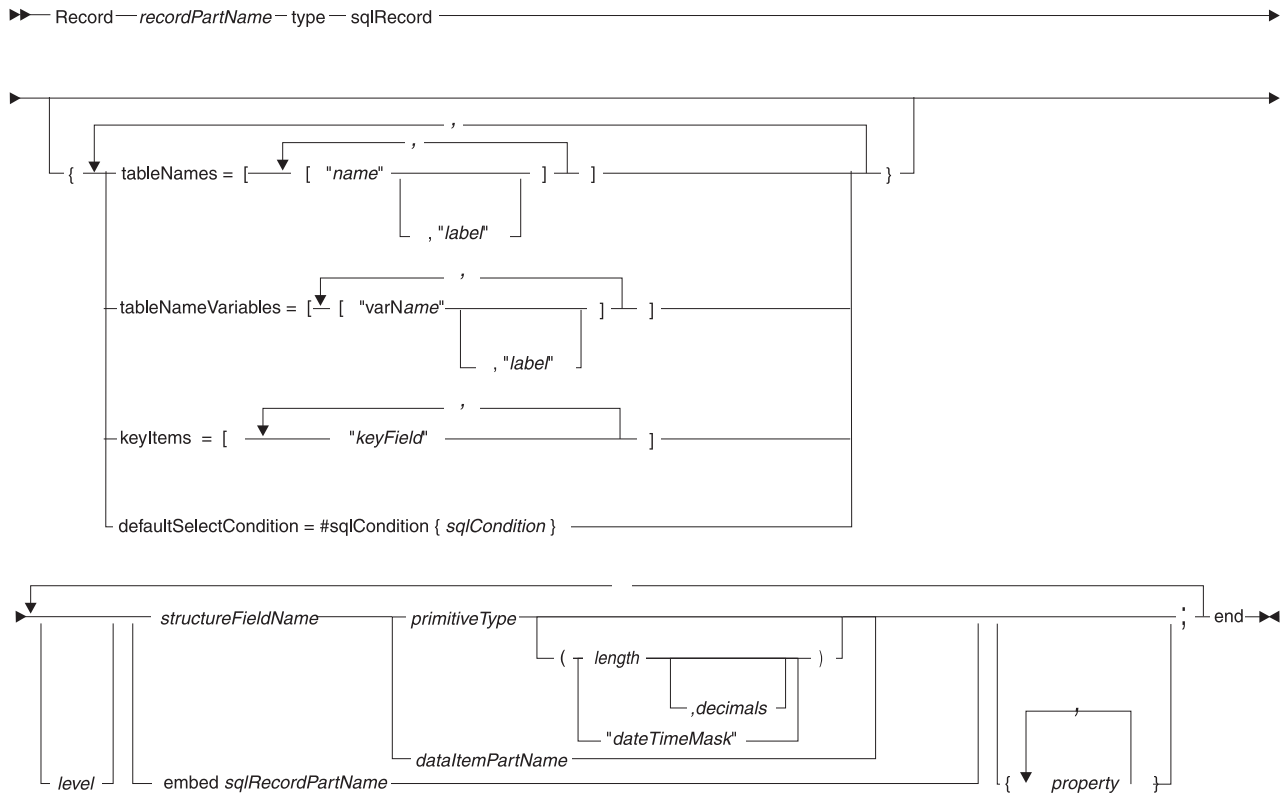 Record recordPartName type sqlRecord
,
,
{ tableNames = [ [ "name" ] ] }
, "label"
,
tableNameVariables = [ [ "varName" ] ]
, "label"
,
keyItems = [ "keyField" ]
defaultSelectCondition = #sqlCondition { sqlCondition }
structureFieldName primitiveType ; end
( length )
,decimals
"dateTimeMask"
,
dataItemPartName
level embed sqlRecordPartName { property }